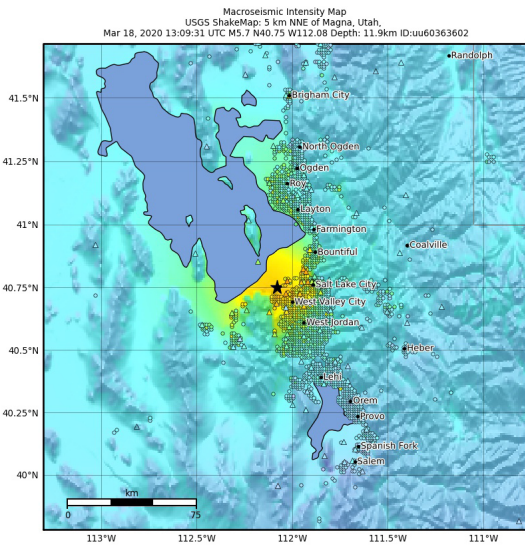 Macroseismic Intensity Map
USGS ShakeMap: 5 km NNE of Magna, Utah,
Mar 18, 2020 13:09:31 UTC M5.7 N40.75 W112.08 Depth: 11.9km ID:uu60363602
Randolph
41.5°N
Brigham City
41.25°N
North Ogden
Ogden
Roy
Layton
41°N
Farmington
Coalville
Bountiful
40.75°N
Salt Lake City
West Valley City
West Jordan
40.5°N
Heber
Lehi
40.25°N
Orem
Provo
Spanish Fork
40°N
Salem
km
0 75
113°W 112.5°W 112°W 111.5°W 111°W